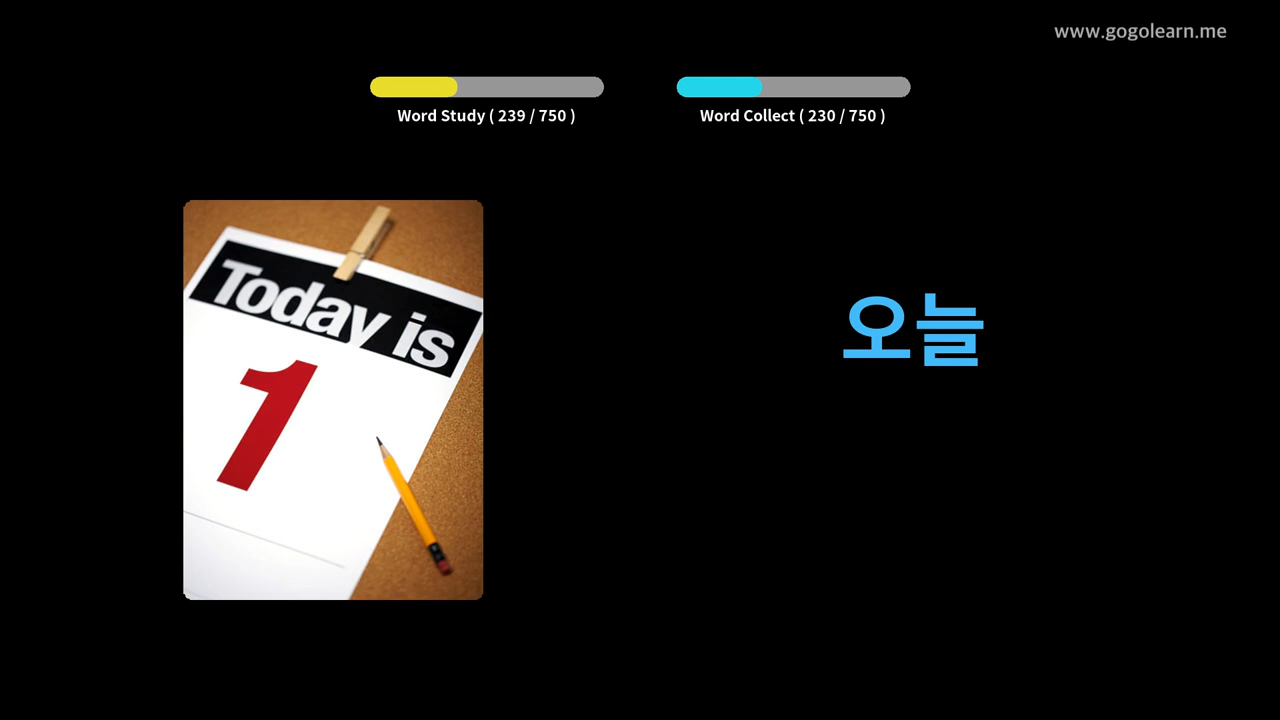 www.gogolearn.me
Word Study ( 239 / 750 )
Word Collect ( 230 / 750 )
Today is
1
오늘